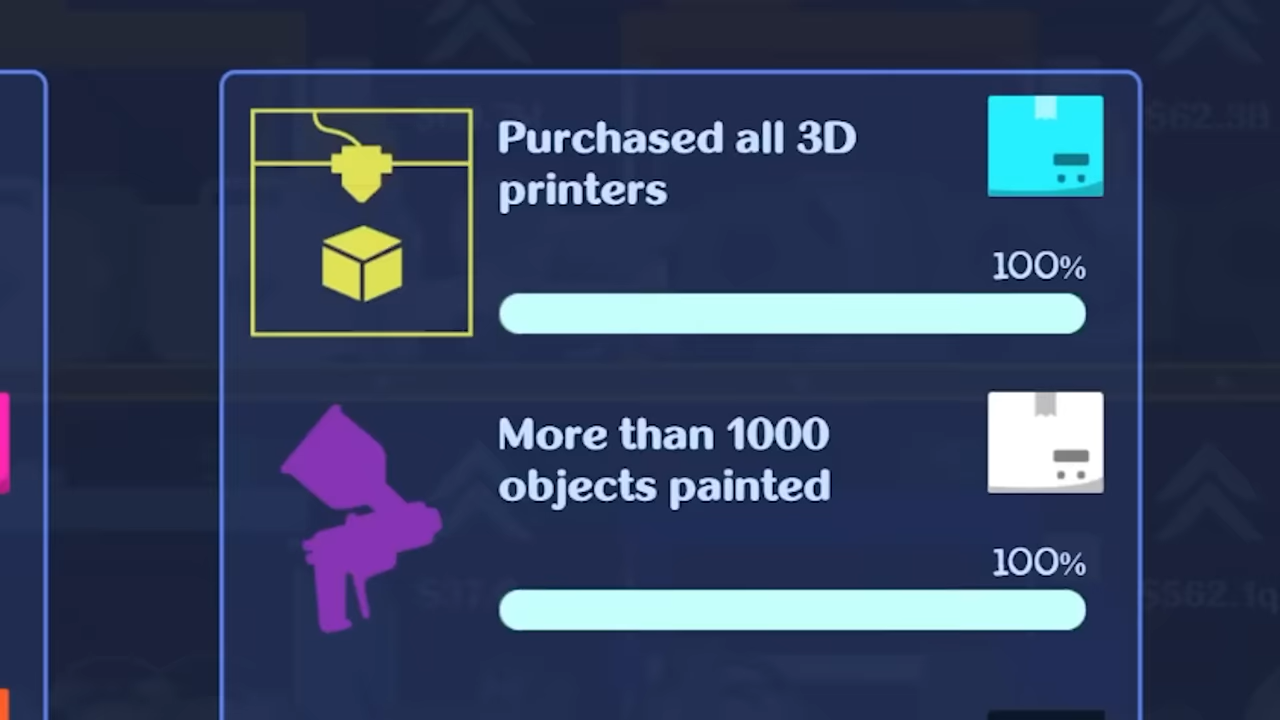 Purchased all 3D
printers
100%
More than 1000
objects painted
100%